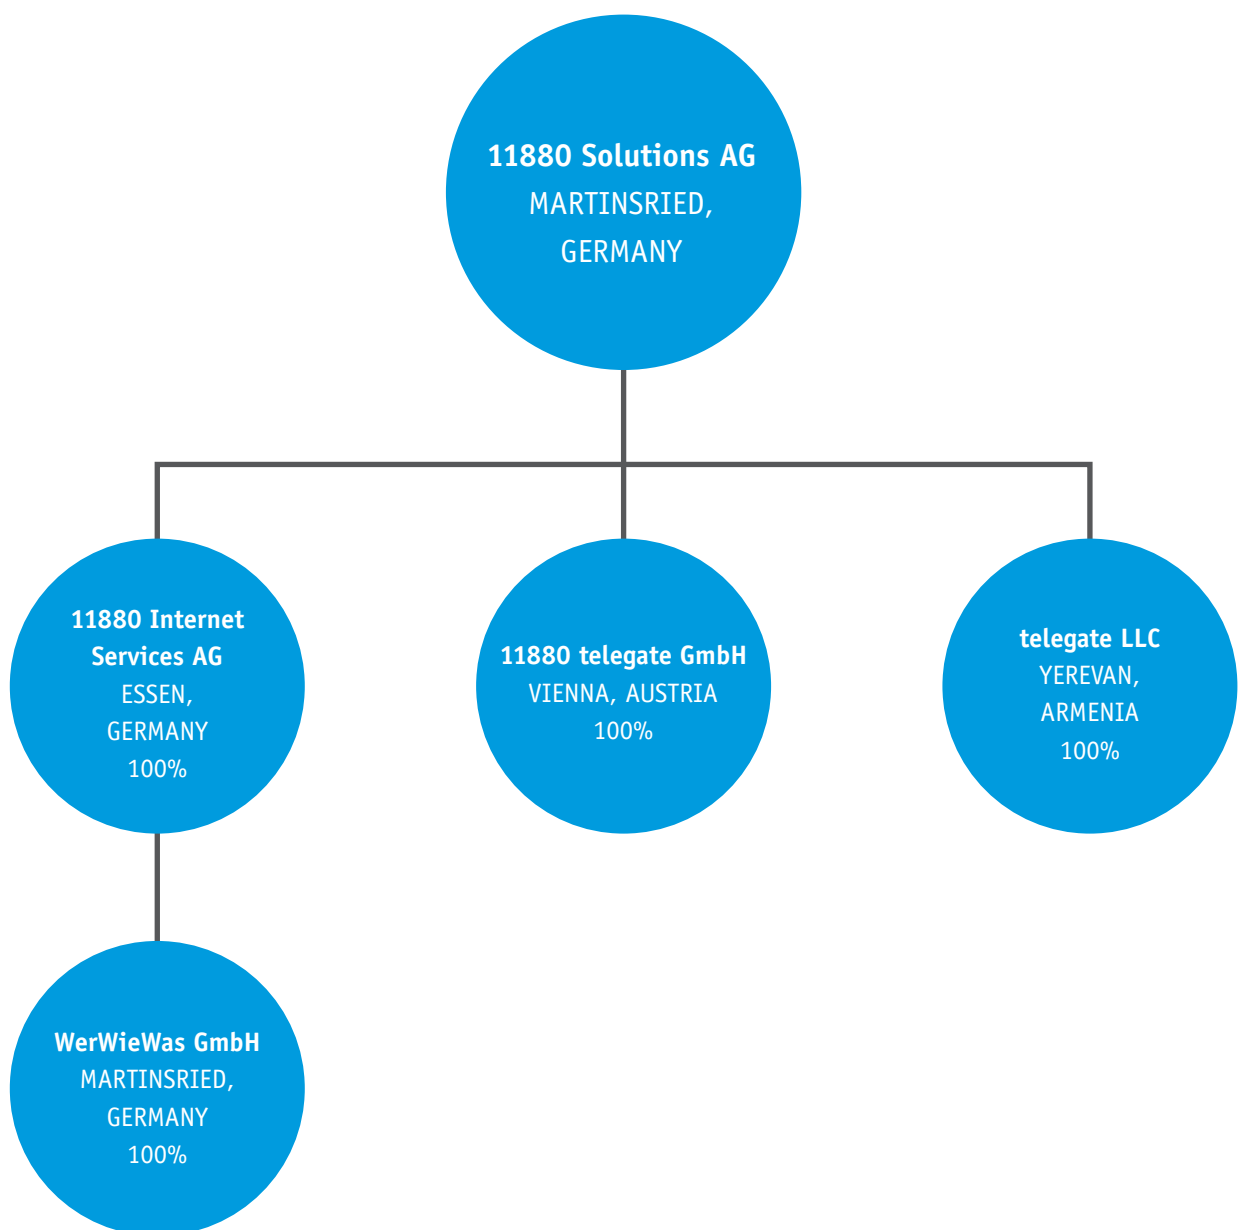 11880 Solutions AG
MARTINSRIED,
GERMANY
11880 Internet
Services AG
ESSEN,
GERMANY
100%
11880 telegate GmbH
VIENNA, AUSTRIA
100%
telegate LLC
YEREVAN,
ARMENIA
100%
WerWieWas GmbH
MARTINSRIED,
GERMANY
100%